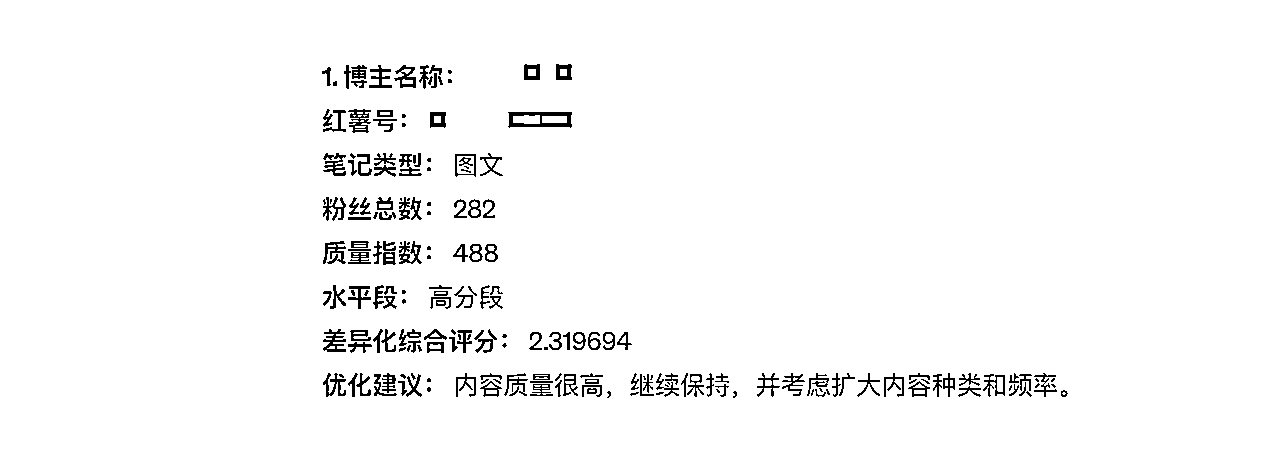 1. 博主名称：
红薯号：
笔记类型： 图文
粉丝总数： 282
质量指数： 488
水平段： 高分段
差异化综合评分： 2.319694
优化建议： 内容质量很高，继续保持，并考虑扩大内容种类和频率。